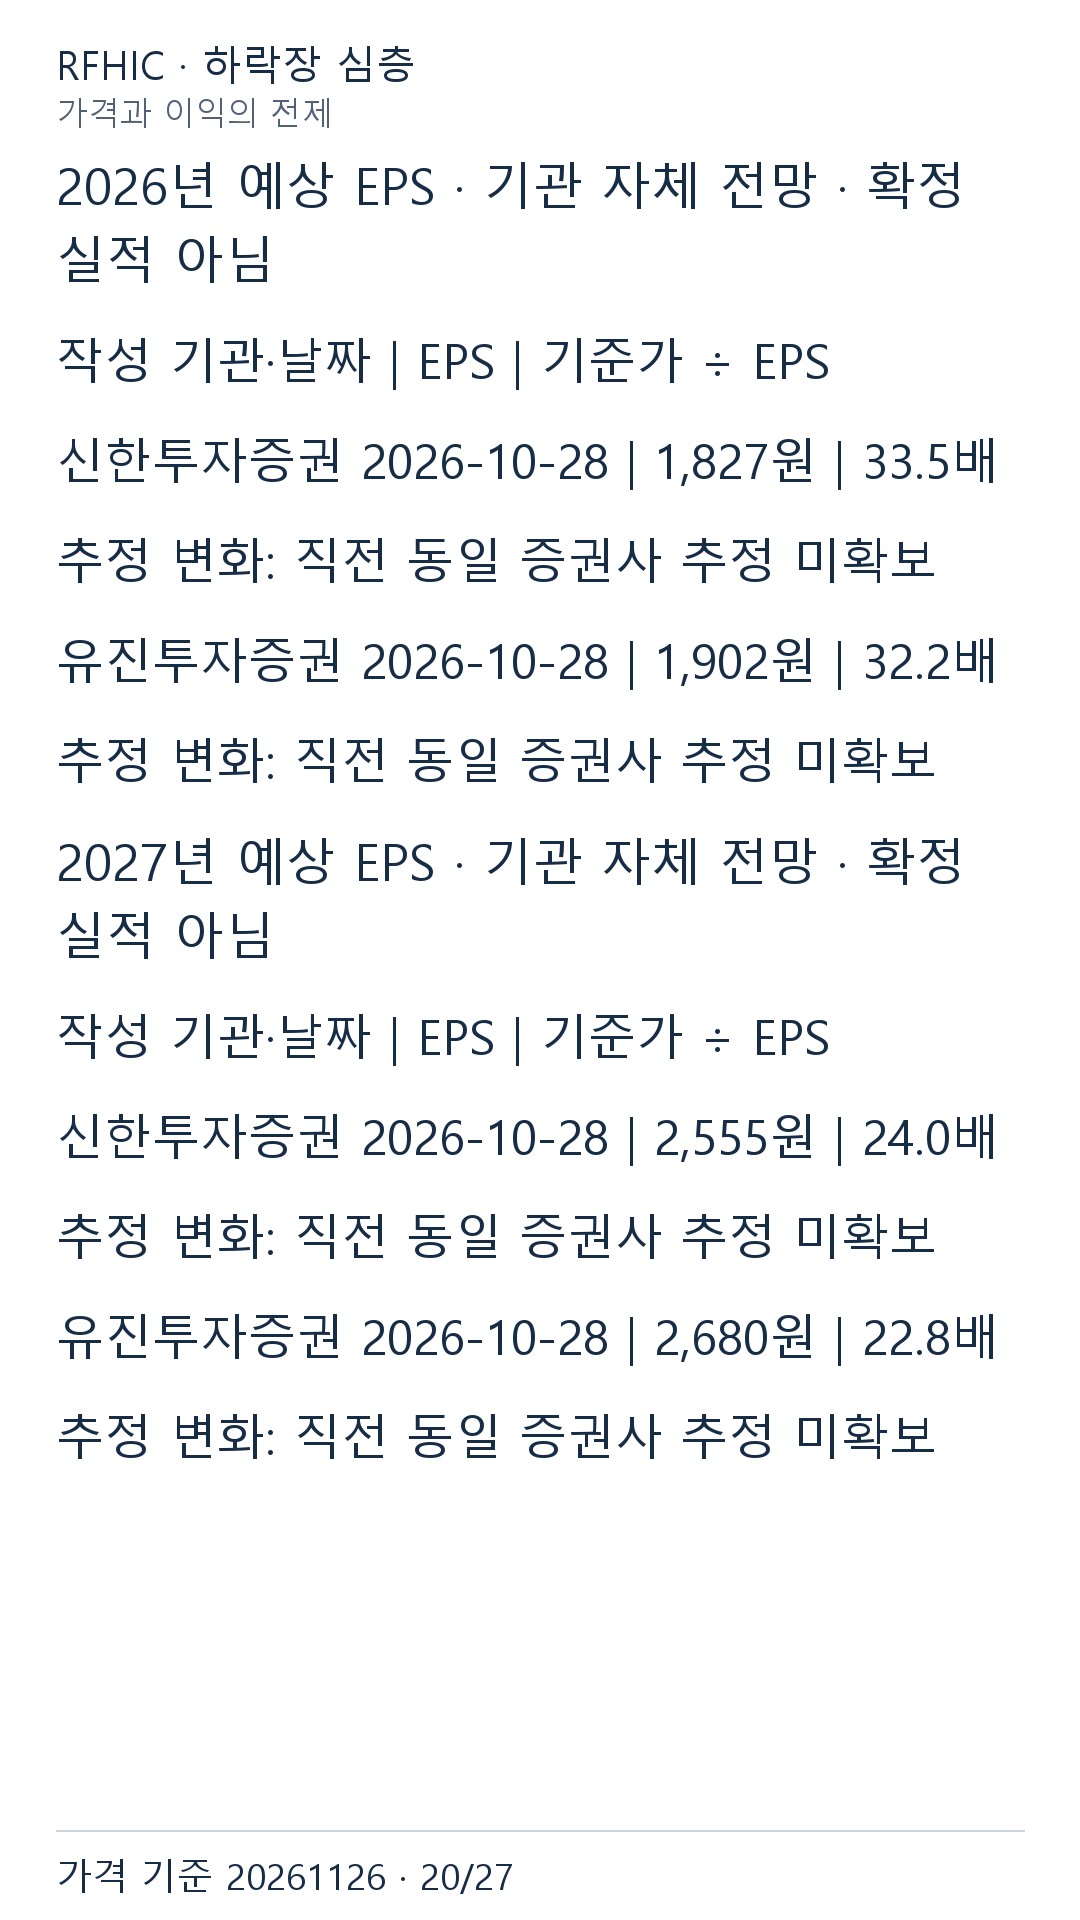 RFHIC · 하락장 심층
가격과 이익의 전제
2026년 예상 EPS · 기관 자체 전망 · 확정
실적 아님
작성 기관·날짜 | EPS | 기준가 ÷ EPS
신한투자증권 2026-10-28 | 1,827원 | 33.5배
추정 변화: 직전 동일 증권사 추정 미확보
유진투자증권 2026-10-28 | 1,902원 | 32.2배
추정 변화: 직전 동일 증권사 추정 미확보
2027년 예상 EPS · 기관 자체 전망 · 확정
실적 아님
작성 기관·날짜 | EPS | 기준가 ÷ EPS
신한투자증권 2026-10-28 | 2,555원 | 24.0배
추정 변화: 직전 동일 증권사 추정 미확보
유진투자증권 2026-10-28 | 2,680원 | 22.8배
추정 변화: 직전 동일 증권사 추정 미확보
가격 기준 20261126 · 20/27